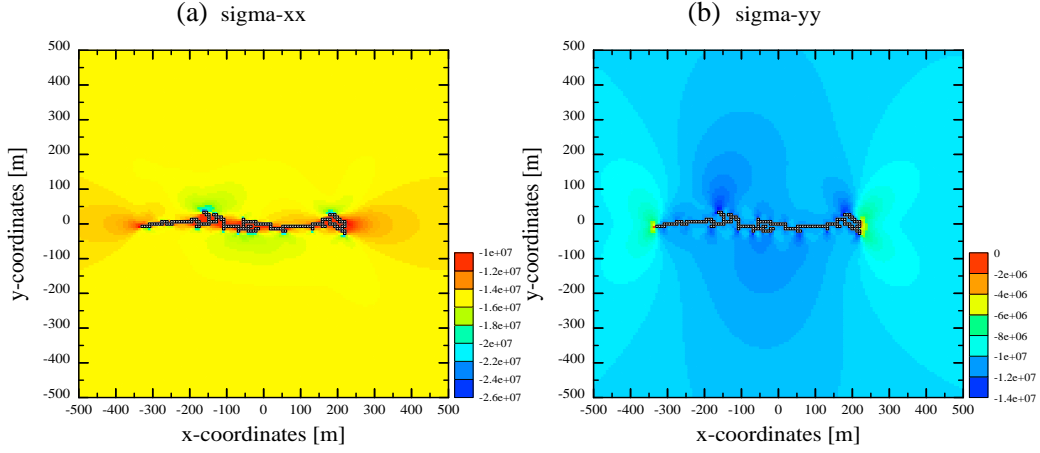 (a) sigma-xx
(b) sigma-yy
500
400
300
200
100
0
-100
-200
-300
-400
-500
y-coordinates [m]
-500 -400 -300 -200 -100 0 100 200 300 400 500
x-coordinates [m]
-1e+07
-1.2e+07
-1.4e+07
-1.6e+07
-1.8e+07
-2e+07
-2.2e+07
-2.4e+07
-2.6e+07
500
400
300
200
100
0
-100
-200
-300
-400
-500
y-coordinates [m]
-500 -400 -300 -200 -100 0 100 200 300 400 500
x-coordinates [m]
0
-2e+06
-4e+06
-6e+06
-8e+06
-1e+07
-1.2e+07
-1.4e+07